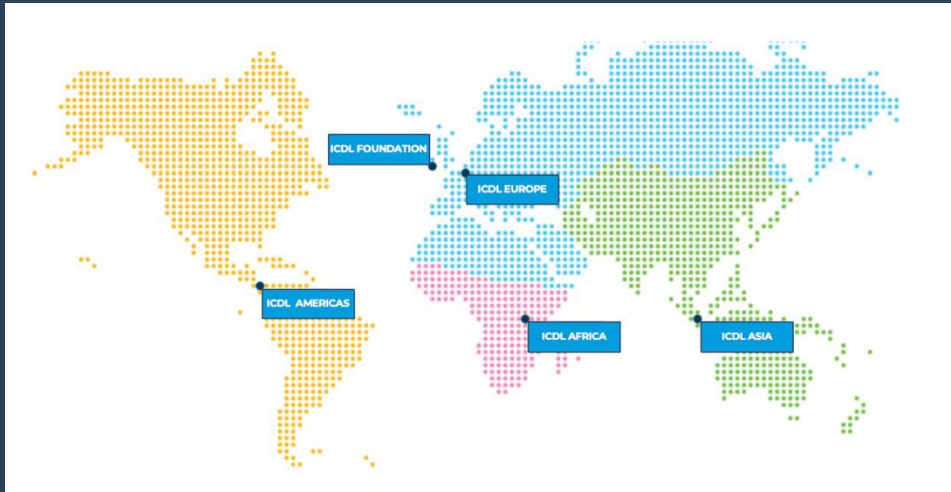 ICDL FOUNDATION
ICDL EUROPE
ICDL AMERICAS
ICDL AFRICA
ICDL ASIA